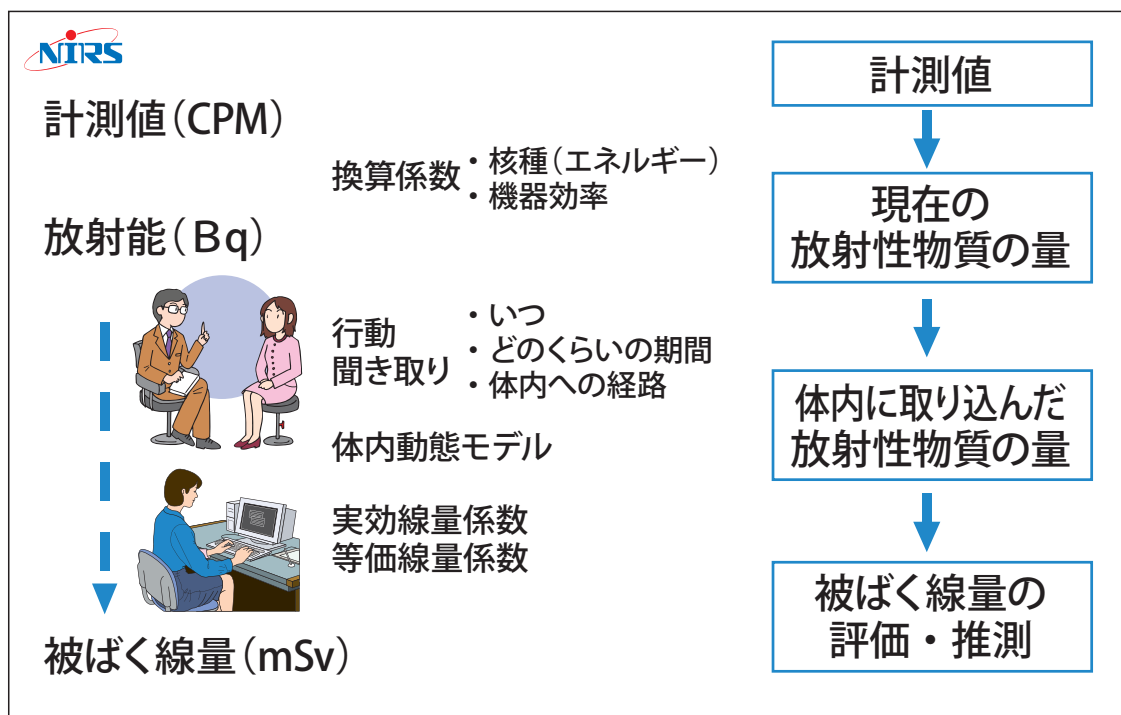 NIRS
計測値（CPM）
換算係数
・核種（エネルギー）
・機器効率
放射能（Bq）
行動
聞き取り
・いつ
・どのくらいの期間
・体内への経路
体内動態モデル
実効線量係数
等価線量係数
被ばく線量（mSv）
計測値
現在の
放射性物質の量
体内に取り込んだ
放射性物質の量
被ばく線量の
評価・推測